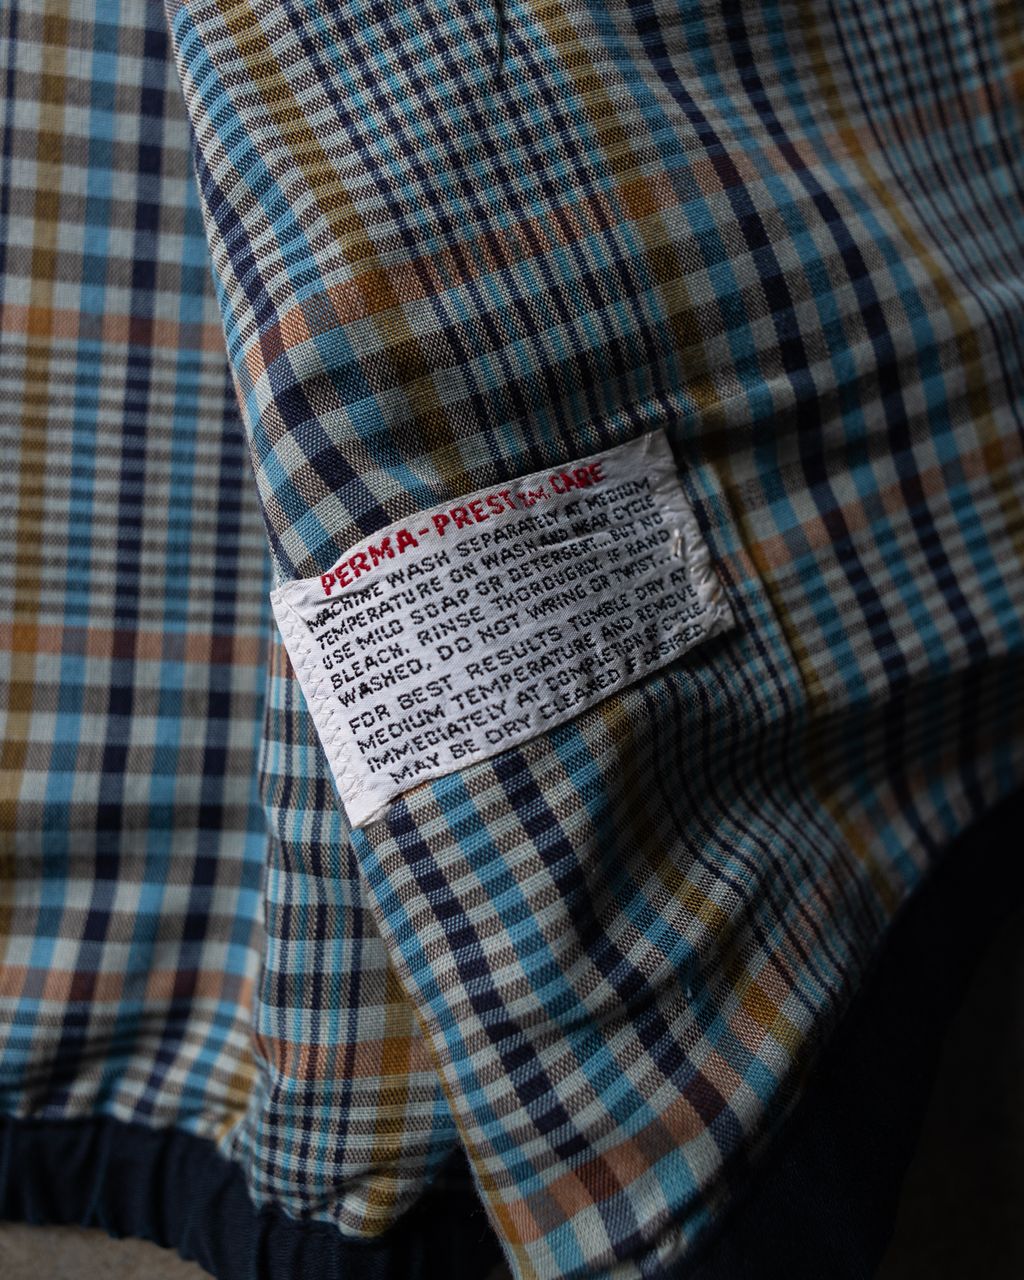 PERMA-PREST T.M. CARE
MACHINE WASH SEPARATELY AT MEDIUM
TEMPERATURE ON WASH AND WEAR CYCLE
USE MILD SOAP OR DETERGENT, BUT NO
BLEACH. RINSE THOROUGLY. IF HAND
WASHED, DO NOT WRING OR TWIST.
FOR BEST RESULTS TUMBLE DRY AT
MEDIUM TEMPERATURE AND REMOVE
IMMEDIATELY AT COMPLETION OF CYCLE.
MAY BE DRY CLEANED IF DESIRED.